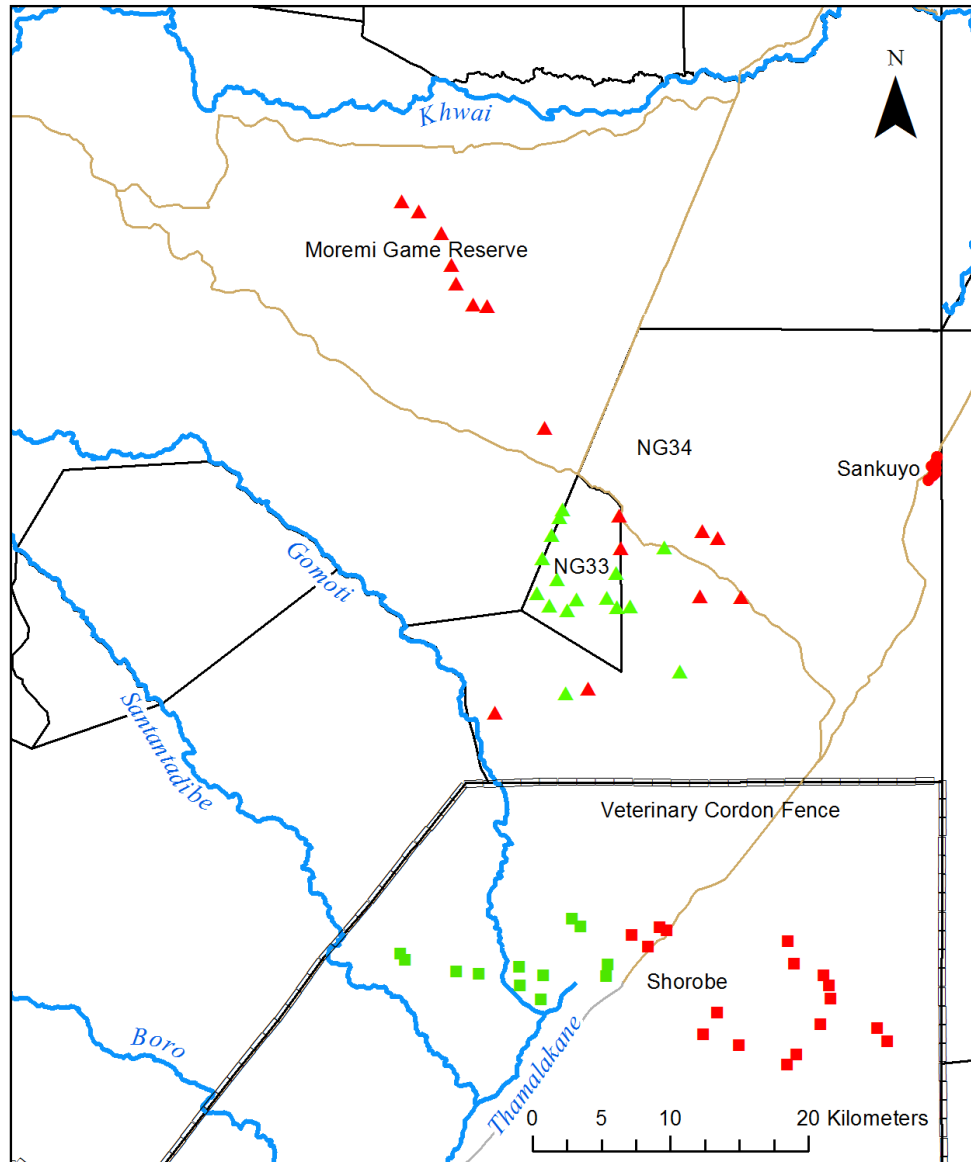 N
Khwai
Moremi Game Reserve
NG34
Sankuyo
Gomoti
NG33
Santantadibe
Veterinary Cordon Fence
Shorobe
Boro
Thamalakane
0 5 10 20 Kilometers